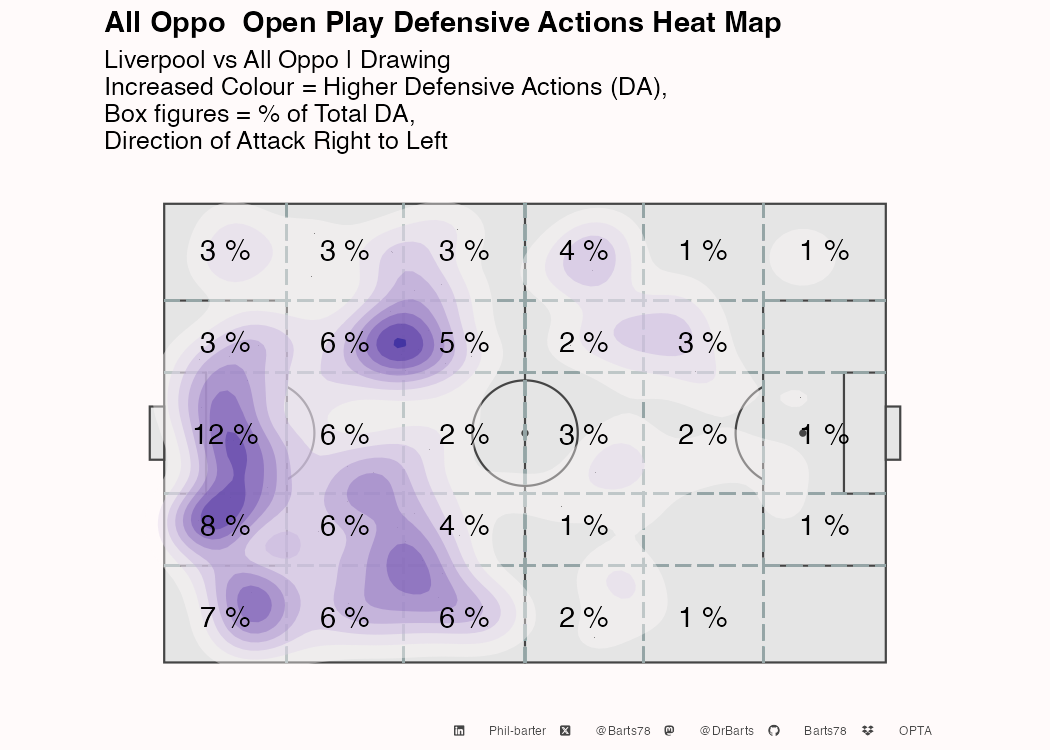 All Oppo  Open Play Defensive Actions Heat Map
Liverpool vs All Oppo | Drawing
Increased Colour = Higher Defensive Actions (DA),
Box figures = % of Total DA,
Direction of Attack Right to Left
3 % 3 % 3 % 4 % 1 % 1 %
3 % 6 % 5 % 2 % 3 %
12 % 6 % 2 % 3 % 2 % 1 %
8 % 6 % 4 % 1 % 1 %
7 % 6 % 6 % 2 % 1 %
Phil-barter @Barts78 @DrBarts Barts78 OPTA